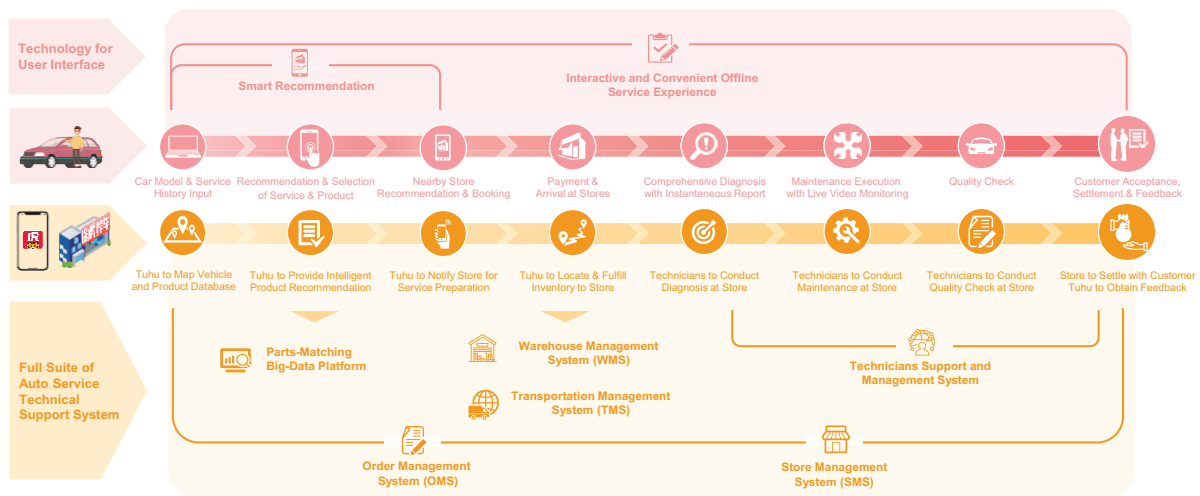 Technology for
User Interface
Smart Recommendation
Interactive and Convenient Offline
Service Experience
Car Model & Service
History Input
Recommendation & Selection
of Service & Product
Nearby Store
Recommendation & Booking
Payment &
Arrival at Stores
Comprehensive Diagnosis
with Instantaneous Report
Maintenance Execution
with Live Video Monitoring
Quality Check
Customer Acceptance,
Settlement & Feedback
Tuhu to Map Vehicle
and Product Database
Tuhu to Provide Intelligent
Product Recommendation
Tuhu to Notify Store for
Service Preparation
Tuhu to Locate & Fulfill
Inventory to Store
Technicians to Conduct
Diagnosis at Store
Technicians to Conduct
Maintenance at Store
Technicians to Conduct
Quality Check at Store
Store to Settle with Customer
Tuhu to Obtain Feedback
Full Suite of
Auto Service
Technical
Support System
Parts-Matching
Big-Data Platform
Warehouse Management
System (WMS)
Transportation Management
System (TMS)
Technicians Support and
Management System
Order Management
System (OMS)
Store Management
System (SMS)